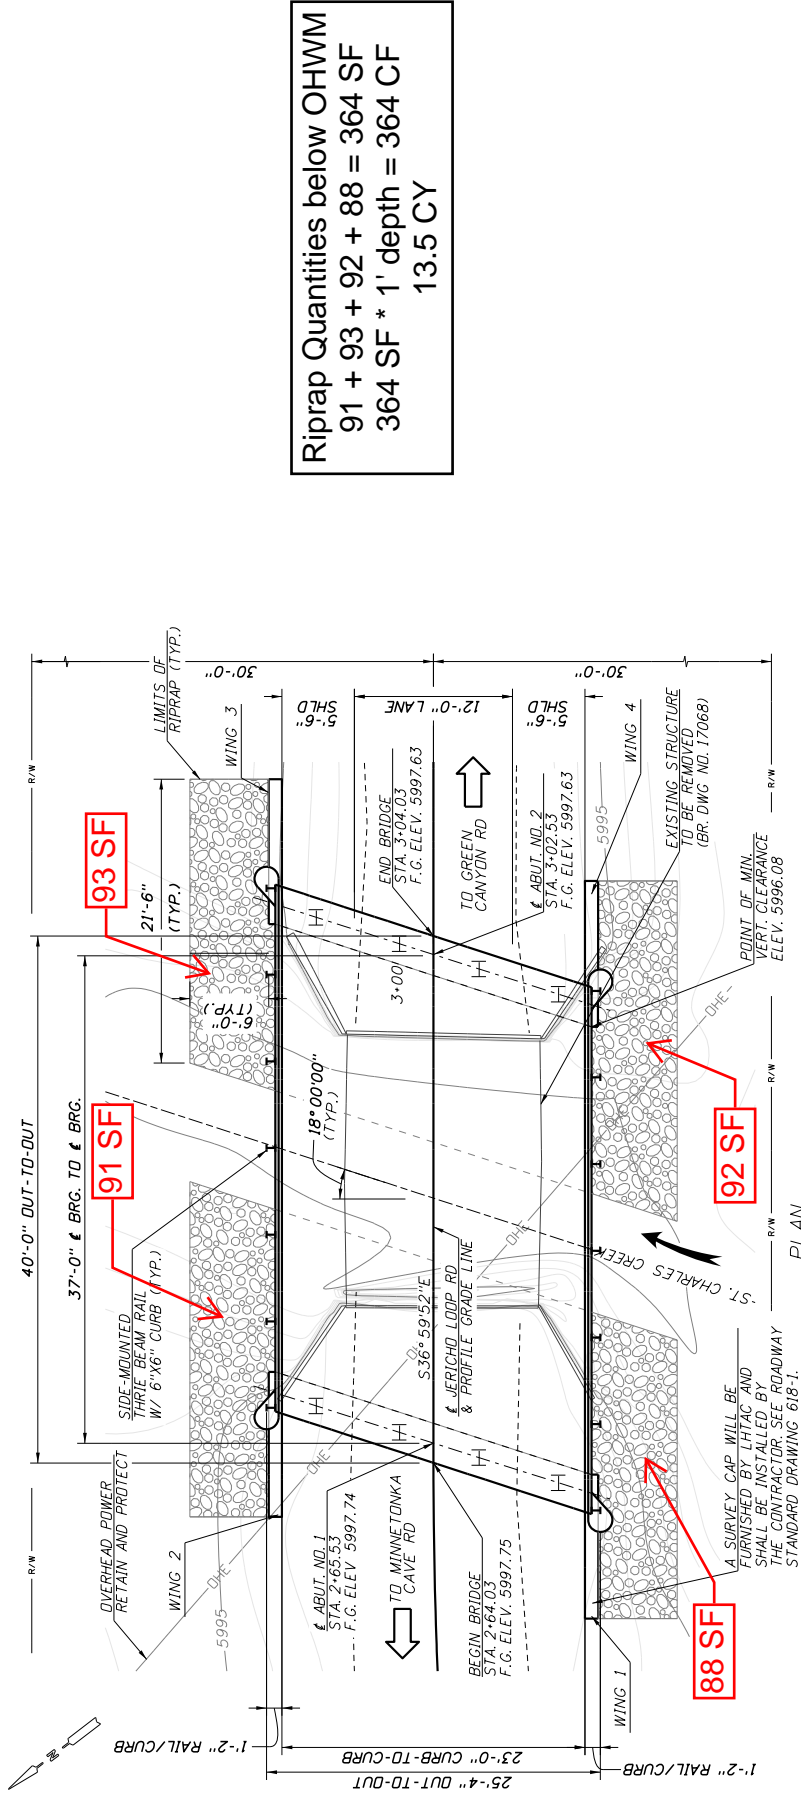 Riprap Quantities below OHWM
91 + 93 + 92 + 88 = 364 SF
364 SF * 1' depth = 364 CF
13.5 CY
40'-0" OUT-TO-OUT
37'-0" ℄ BRG. TO ℄ BRG.
R/W
R/W
OVERHEAD POWER
RETAIN AND PROTECT
WING 2
SIDE-MOUNTED
THRIE BEAM RAIL
W/ 6"X6" CURB (TYP.)
91 SF
93 SF
21'-6"
(TYP.)
6'-0"
(TYP.)
LIMITS OF
RIPRAP (TYP.)
WING 3
30'-0"
30'-0"
5'-6"
SHLD
12'-0" LANE
5'-6"
SHLD
5995
OHE
OHE
N
1'-2" RAIL/CURB
23'-0" CURB-TO-CURB
25'-4" OUT-TO-OUT
1'-2" RAIL/CURB
℄ ABUT. NO. 1
STA. 2+65.53
F.G. ELEV 5997.74
TO MINNETONKA
CAVE RD
BEGIN BRIDGE
STA. 2+64.03
F.G. ELEV. 5997.75
S36°59'52"E
℄ JERICHO LOOP RD
& PROFILE GRADE LINE
18°00'00"
(TYP.)
3+00
END BRIDGE
STA. 3+04.03
F.G. ELEV. 5997.63
TO GREEN
CANYON RD
℄ ABUT. NO. 2
STA. 3+02.53
F.G. ELEV. 5997.63
OHE
OHE
OHE
ST. CHARLES CREEK
WING 1
88 SF
92 SF
WING 4
5995
EXISTING STRUCTURE
TO BE REMOVED
(BR. DWG NO. 17068)
POINT OF MIN.
VERT. CLEARANCE
ELEV. 5996.08
A SURVEY CAP WILL BE
FURNISHED BY LHTAC AND
SHALL BE INSTALLED BY
THE CONTRACTOR. SEE ROADWAY
STANDARD DRAWING 618-1.
R/W
R/W
R/W
PLAN